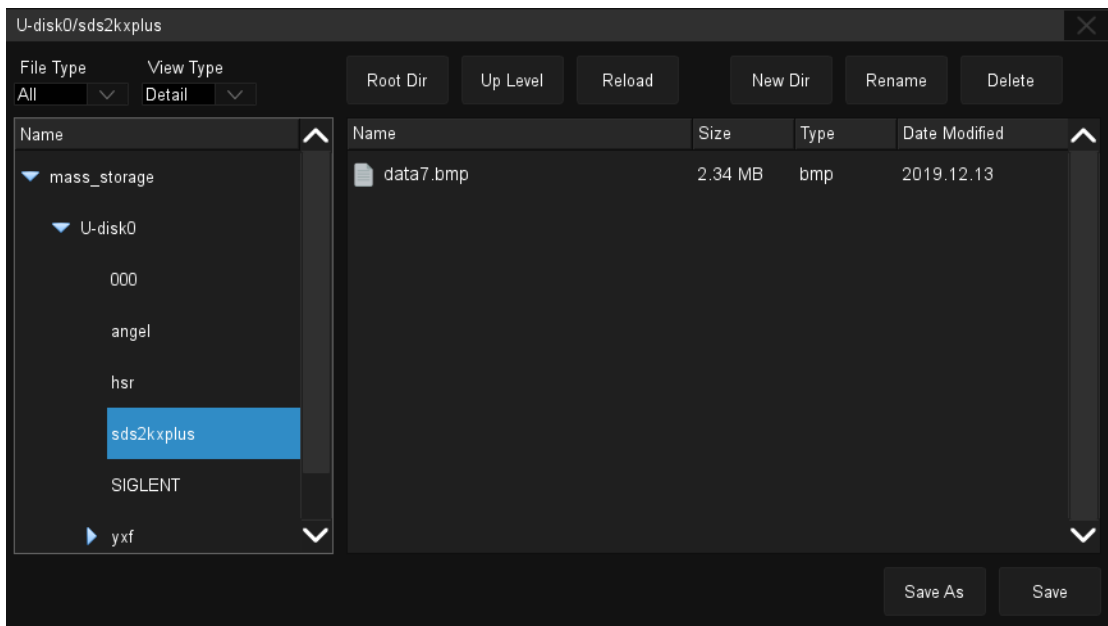 U-disk0/sds2kxplus
File Type View Type
All Detail
Root Dir Up Level Reload New Dir Rename Delete
Name
mass_storage
U-disk0
000
angel
hsr
sds2kxplus
SIGLENT
yxf
Name Size Type Date Modified
data7.bmp 2.34 MB bmp 2019.12.13
Save As Save